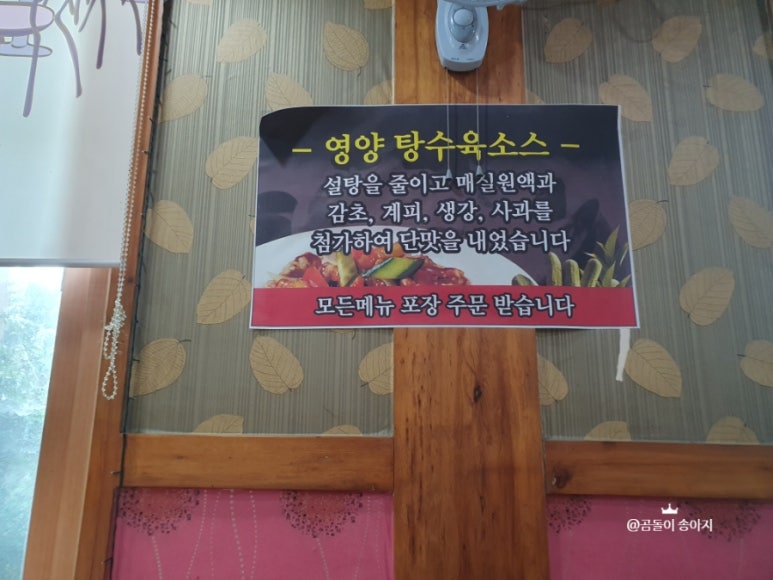 - 영양 탕수육소스 -
설탕을 줄이고 매실원액과
감초, 계피, 생강, 사과를
첨가하여 단맛을 내었습니다
모든메뉴 포장 주문 받습니다
@곰돌이 송아지